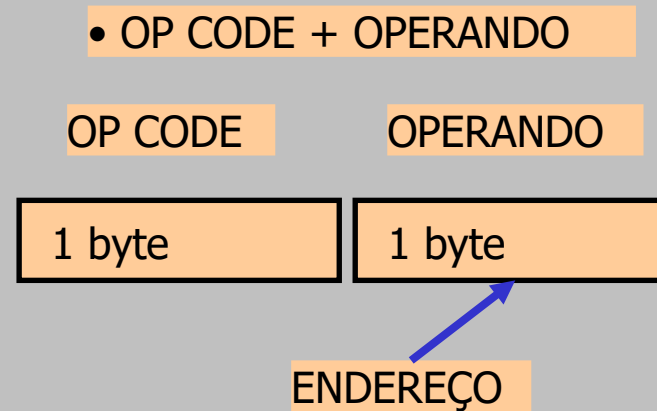 • OP CODE + OPERANDO
OP CODE OPERANDO
1 byte 1 byte
ENDEREÇO